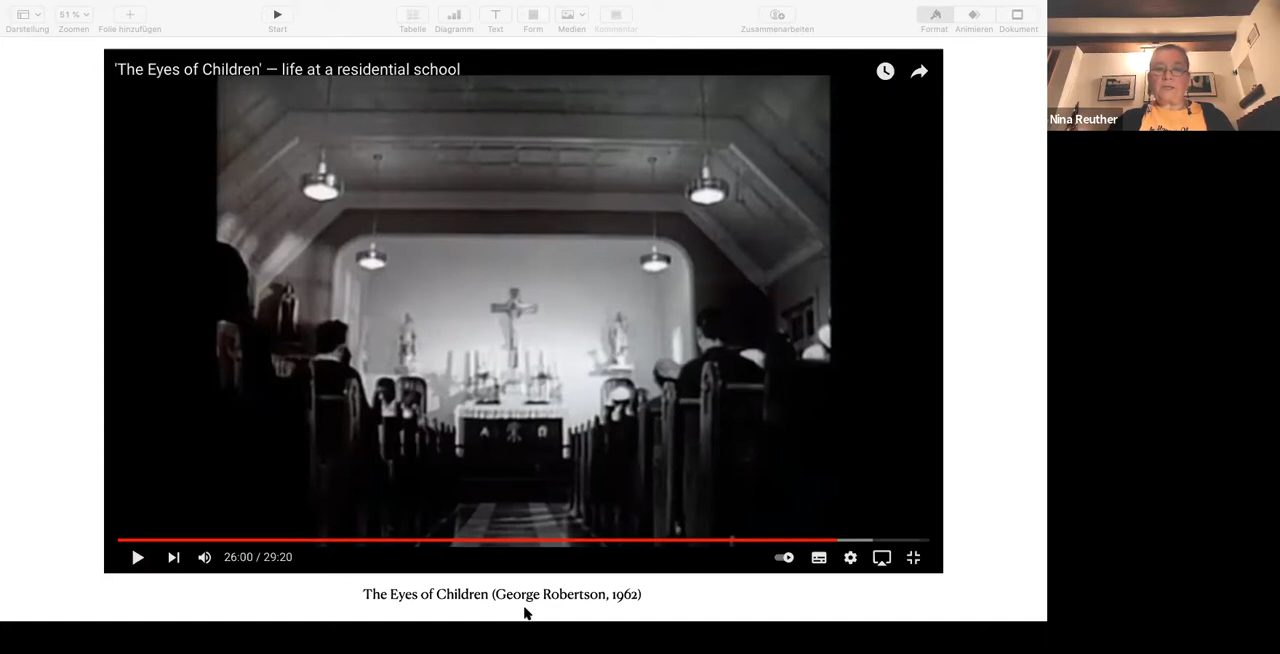 51 %
Darstellung
Zoomen
Folie hinzufügen
Start
Tabelle
Diagramm
Text
Form
Medien
Kommentar
Zusammenarbeiten
Format
Animieren
Dokument
'The Eyes of Children' — life at a residential school
A Ω
26:00 / 29:20
The Eyes of Children (George Robertson, 1962)
Nina Reuther